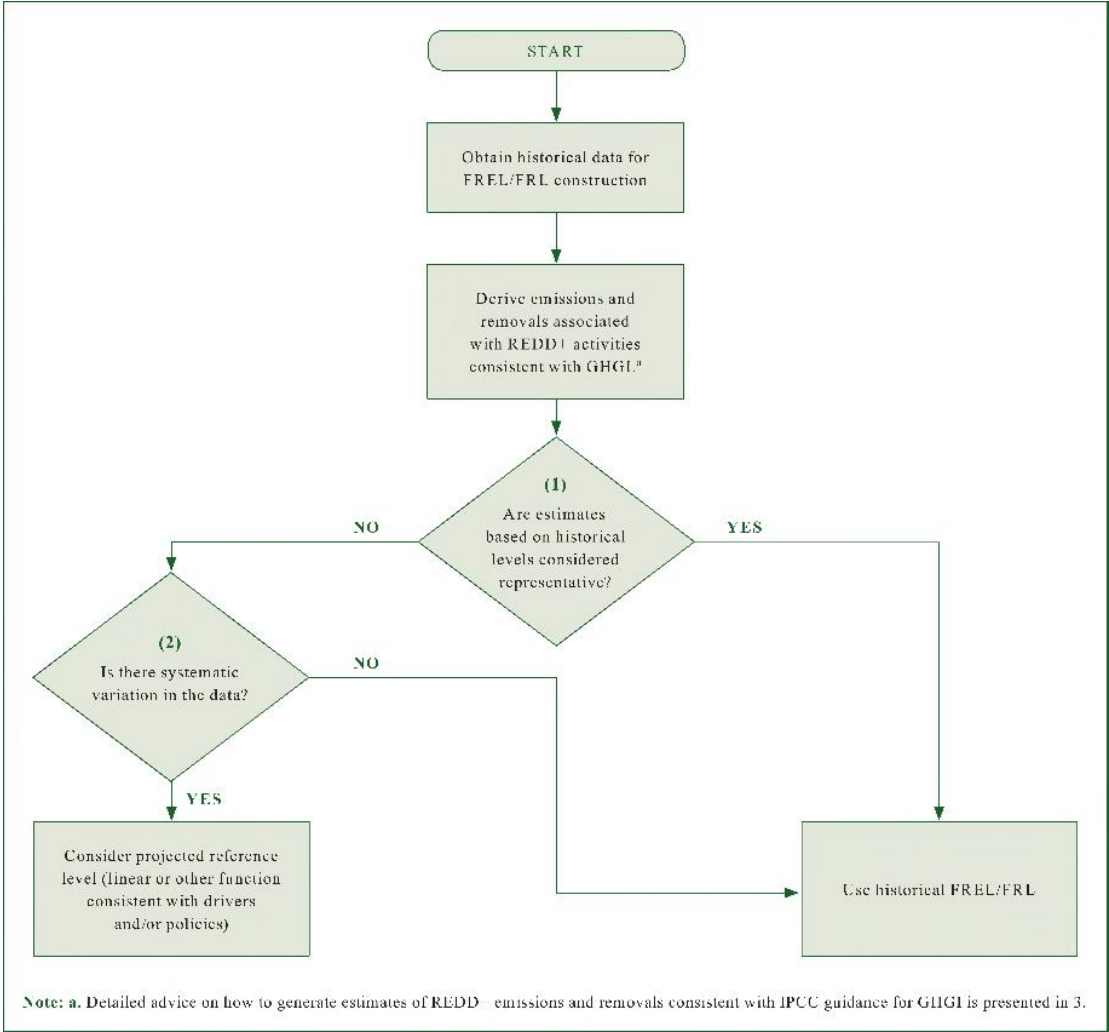 START
Obtain historical data for
FREL/FRL construction
Derive emissions and
removals associated
with REDD+ activities
consistent with GHGI.ª
(1)
Are estimates
based on historical
levels considered
representative?
NO
YES
(2)
Is there systematic
variation in the data?
NO
YES
Consider projected reference
level (linear or other function
consistent with drivers
and/or policies)
Use historical FREL/FRL
Note: a. Detailed advice on how to generate estimates of REDD+ emissions and removals consistent with IPCC guidance for GHGI is presented in 3.